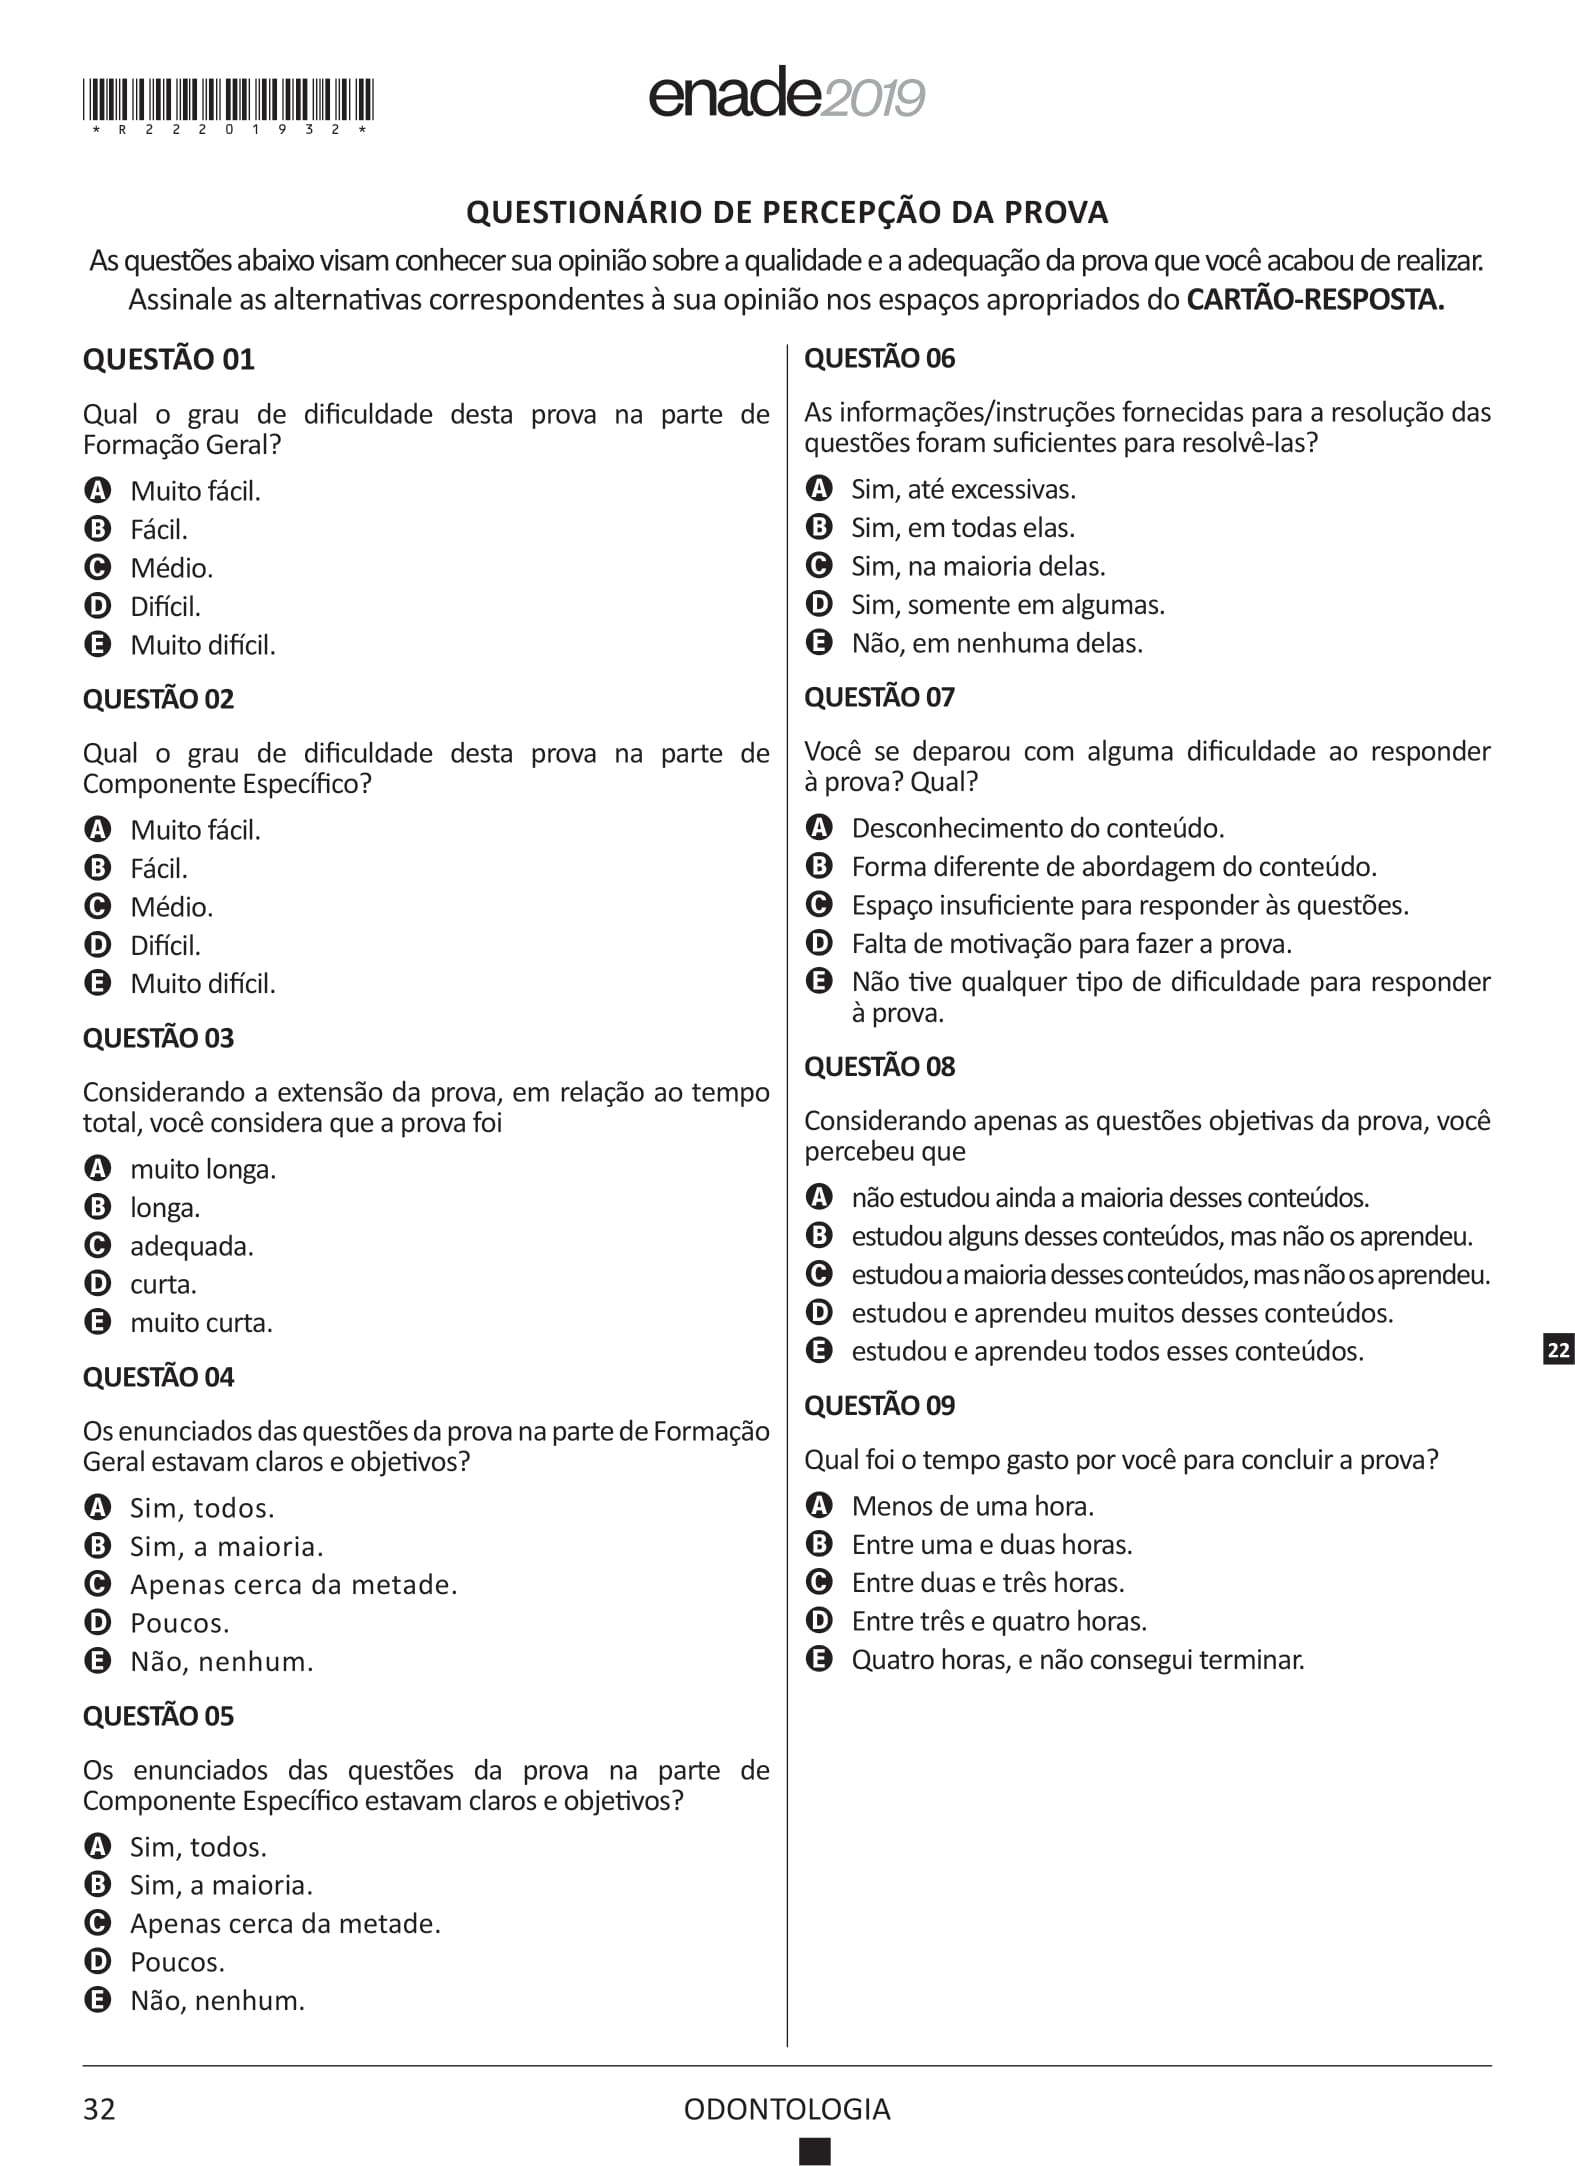 *R22201932*
enade2019
QUESTIONÁRIO DE PERCEPÇÃO DA PROVA
As questões abaixo visam conhecer sua opinião sobre a qualidade e a adequação da prova que você acabou de realizar.
Assinale as alternativas correspondentes à sua opinião nos espaços apropriados do CARTÃO-RESPOSTA.
QUESTÃO 01
Qual o grau de dificuldade desta prova na parte de
Formação Geral?
A Muito fácil.
B Fácil.
C Médio.
D Difícil.
E Muito difícil.
QUESTÃO 02
Qual o grau de dificuldade desta prova na parte de
Componente Específico?
A Muito fácil.
B Fácil.
C Médio.
D Difícil.
E Muito difícil.
QUESTÃO 03
Considerando a extensão da prova, em relação ao tempo
total, você considera que a prova foi
A muito longa.
B longa.
C adequada.
D curta.
E muito curta.
QUESTÃO 04
Os enunciados das questões da prova na parte de Formação
Geral estavam claros e objetivos?
A Sim, todos.
B Sim, a maioria.
C Apenas cerca da metade.
D Poucos.
E Não, nenhum.
QUESTÃO 05
Os enunciados das questões da prova na parte de
Componente Específico estavam claros e objetivos?
A Sim, todos.
B Sim, a maioria.
C Apenas cerca da metade.
D Poucos.
E Não, nenhum.
QUESTÃO 06
As informações/instruções fornecidas para a resolução das
questões foram suficientes para resolvê-las?
A Sim, até excessivas.
B Sim, em todas elas.
C Sim, na maioria delas.
D Sim, somente em algumas.
E Não, em nenhuma delas.
QUESTÃO 07
Você se deparou com alguma dificuldade ao responder
à prova? Qual?
A Desconhecimento do conteúdo.
B Forma diferente de abordagem do conteúdo.
C Espaço insuficiente para responder às questões.
D Falta de motivação para fazer a prova.
E Não tive qualquer tipo de dificuldade para responder
à prova.
QUESTÃO 08
Considerando apenas as questões objetivas da prova, você
percebeu que
A não estudou ainda a maioria desses conteúdos.
B estudou alguns desses conteúdos, mas não os aprendeu.
C estudou a maioria desses conteúdos, mas não os aprendeu.
D estudou e aprendeu muitos desses conteúdos.
E estudou e aprendeu todos esses conteúdos.
QUESTÃO 09
Qual foi o tempo gasto por você para concluir a prova?
A Menos de uma hora.
B Entre uma e duas horas.
C Entre duas e três horas.
D Entre três e quatro horas.
E Quatro horas, e não consegui terminar.
22
32
ODONTOLOGIA